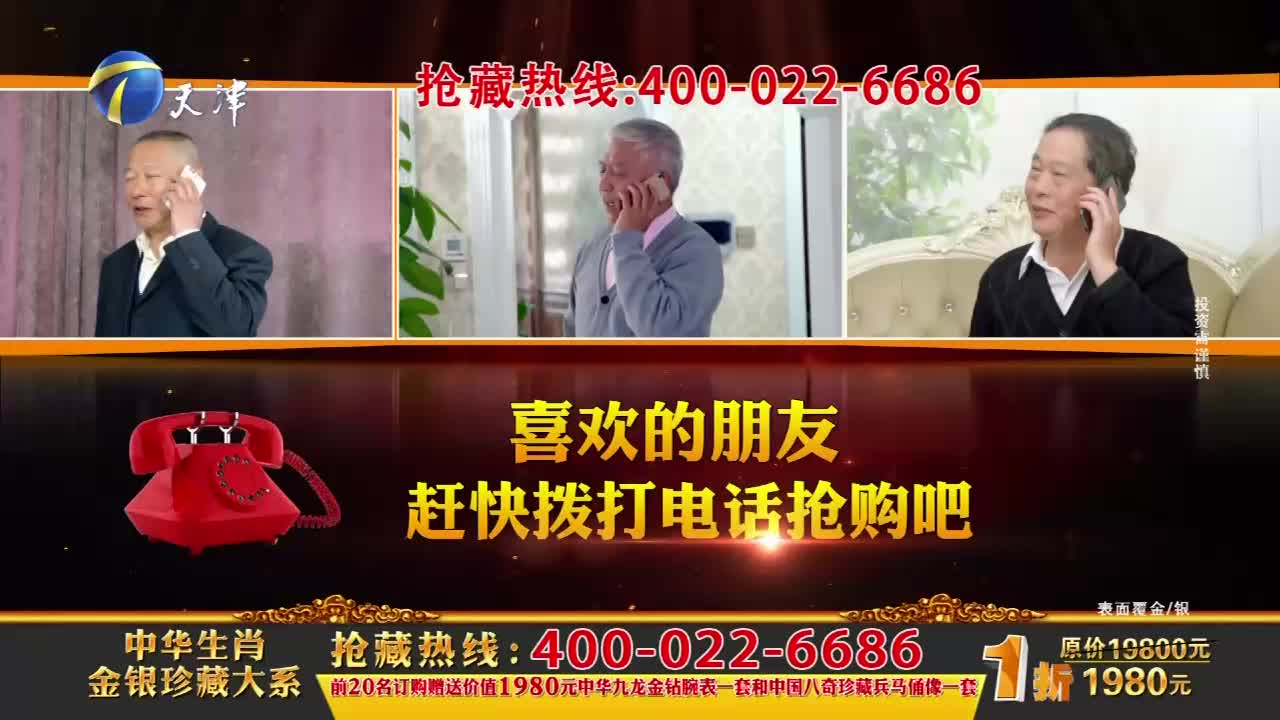 天津
抢藏热线:400-022-6686
投资需谨慎
喜欢的朋友
赶快拨打电话抢购吧
表面覆金/银
中华生肖
金银珍藏大系
抢藏热线:400-022-6686
前20名订购赠送价值1980元中华九龙金钻腕表一套和中国八奇珍藏兵马俑像一套
1折
原价19800元
1980元